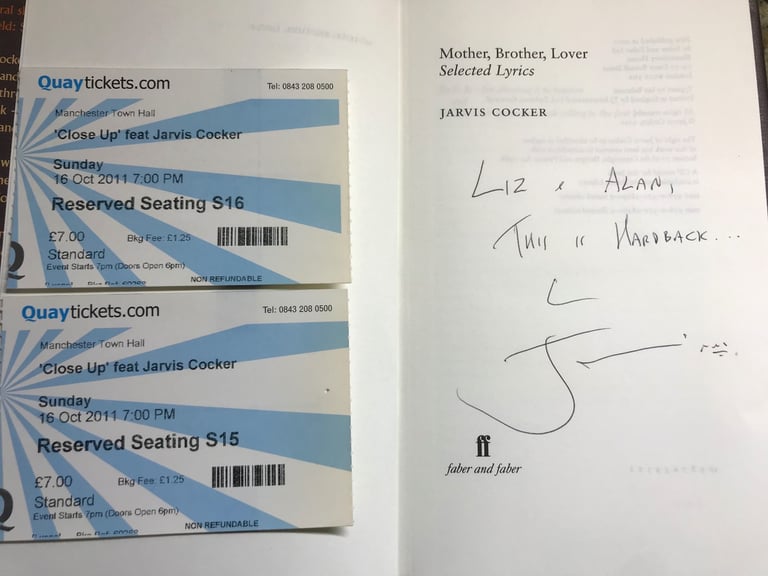 Quaytickets.com
Tel: 0843 208 0500
Manchester Town Hall
'Close Up' feat Jarvis Cocker
Sunday
16 Oct 2011 7:00 PM
Reserved Seating S16
£7.00
Bkg Fee: £1.25
Standard
Event Starts 7pm (Doors Open 6pm)
NON REFUNDABLE
Quaytickets.com
Tel: 0843 208 0500
Manchester Town Hall
'Close Up' feat Jarvis Cocker
Sunday
16 Oct 2011 7:00 PM
Reserved Seating S15
£7.00
Bkg Fee: £1.25
Standard
Event Starts 7pm (Doors Open 6pm)
NON REFUNDABLE
Mother, Brother, Lover
Selected Lyrics
JARVIS COCKER
LIZ & ALAN,
THIS IS HARDBACK...
ff
faber and faber